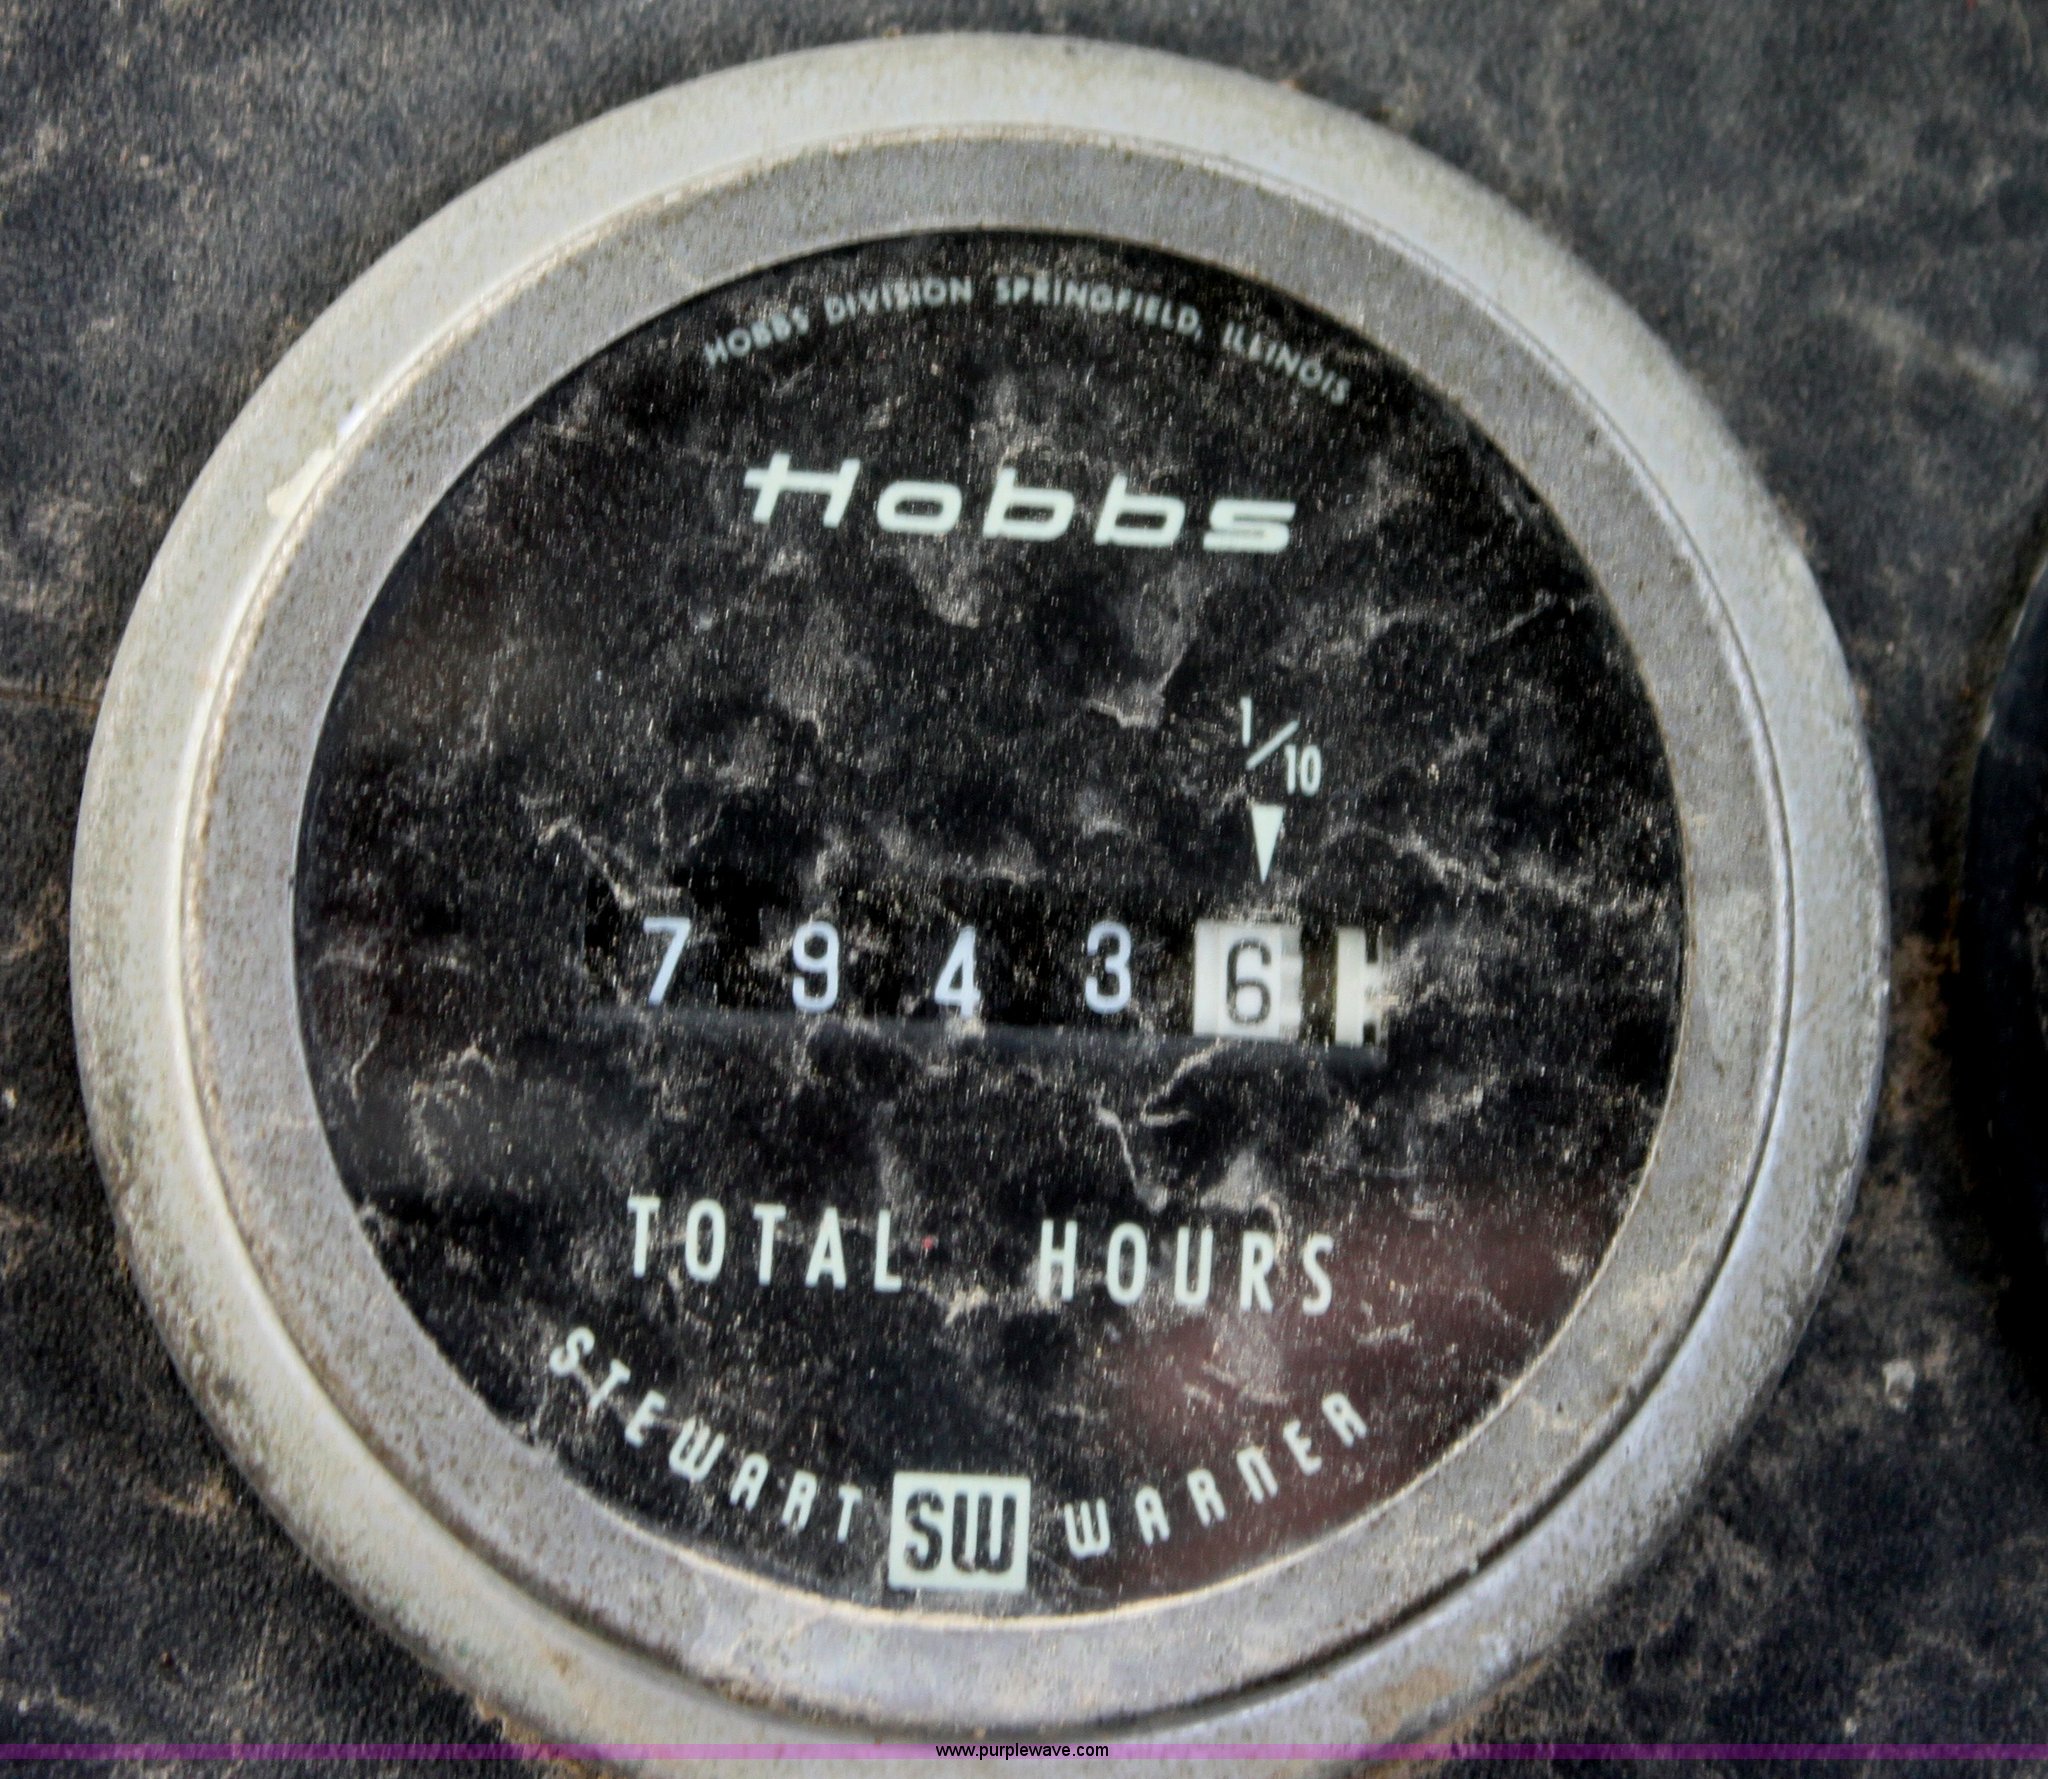 HOBBS DIVISION SPRINGFIELD, ILLINOIS
Hobbs
1/10
7 9 4 3 6
TOTAL HOURS
STEWART SW WARNER
www.purplewave.com